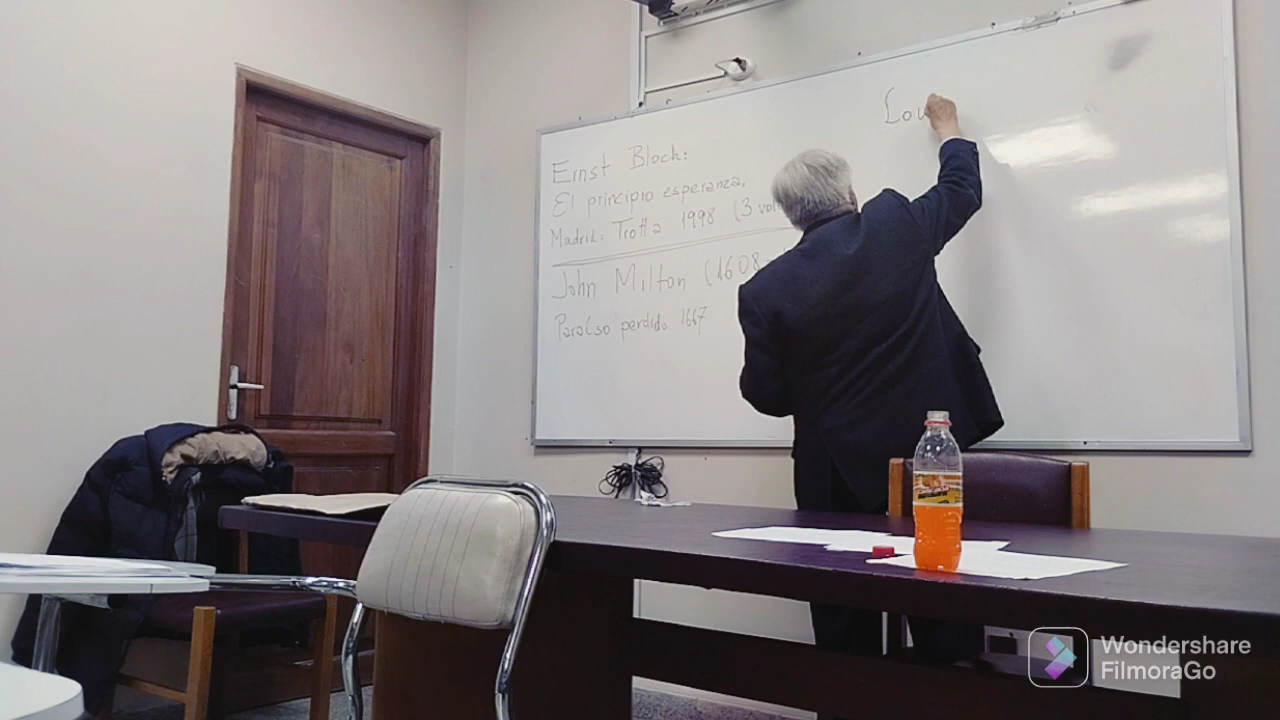 Ernst Bloch:
El principio esperanza,
Madrid: Trotta 1998 (3 vol
John Milton (1608-
Paraíso perdido 1667
Lou
Wondershare
FilmoraGo